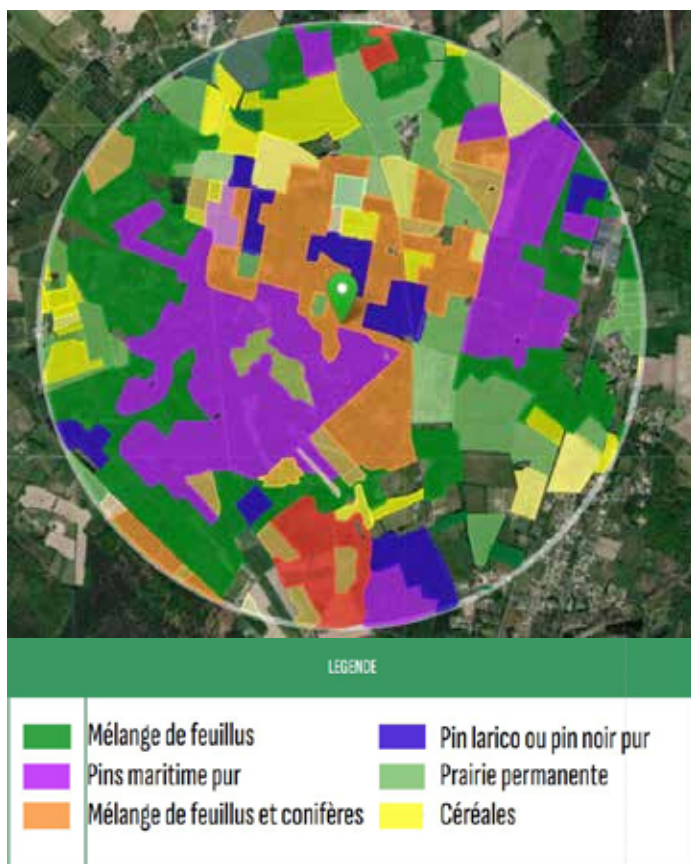 LEGENDE
Mélange de feuillus
Pins maritime pur
Mélange de feuillus et conifères
Pin larico ou pin noir pur
Prairie permanente
Céréales